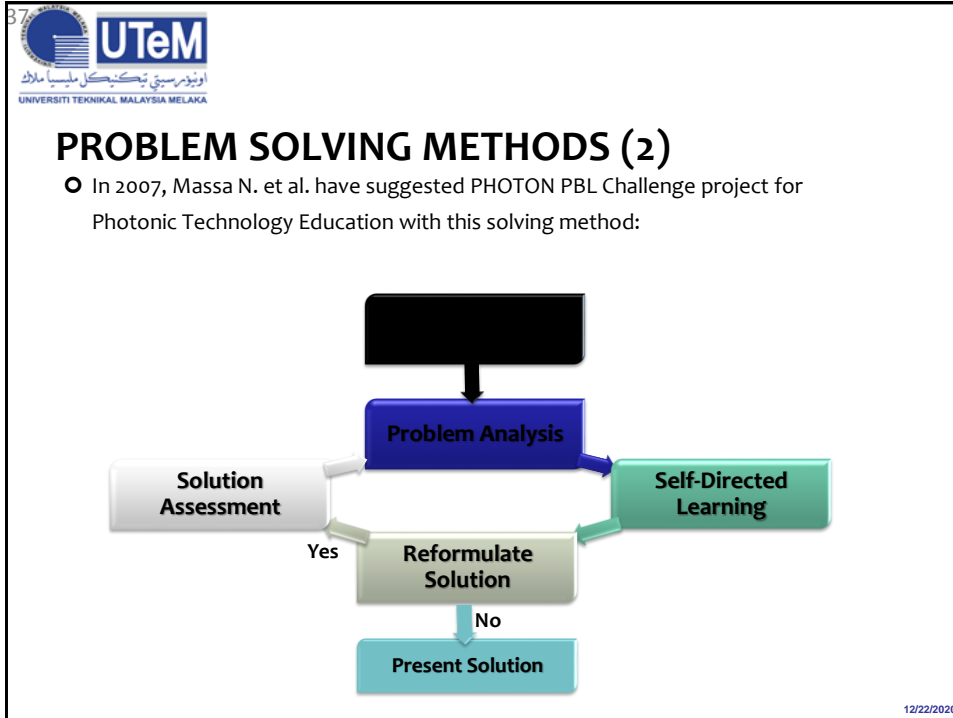 37
UTeM
اونيۏرسيتي تيكنيكل مليسيا ملاك
UNIVERSITI TEKNIKAL MALAYSIA MELAKA
PROBLEM SOLVING METHODS (2)
In 2007, Massa N. et al. have suggested PHOTON PBL Challenge project for
Photonic Technology Education with this solving method:
Problem Analysis
Solution
Assessment
Self-Directed
Learning
Yes
Reformulate
Solution
No
Present Solution
12/22/2020